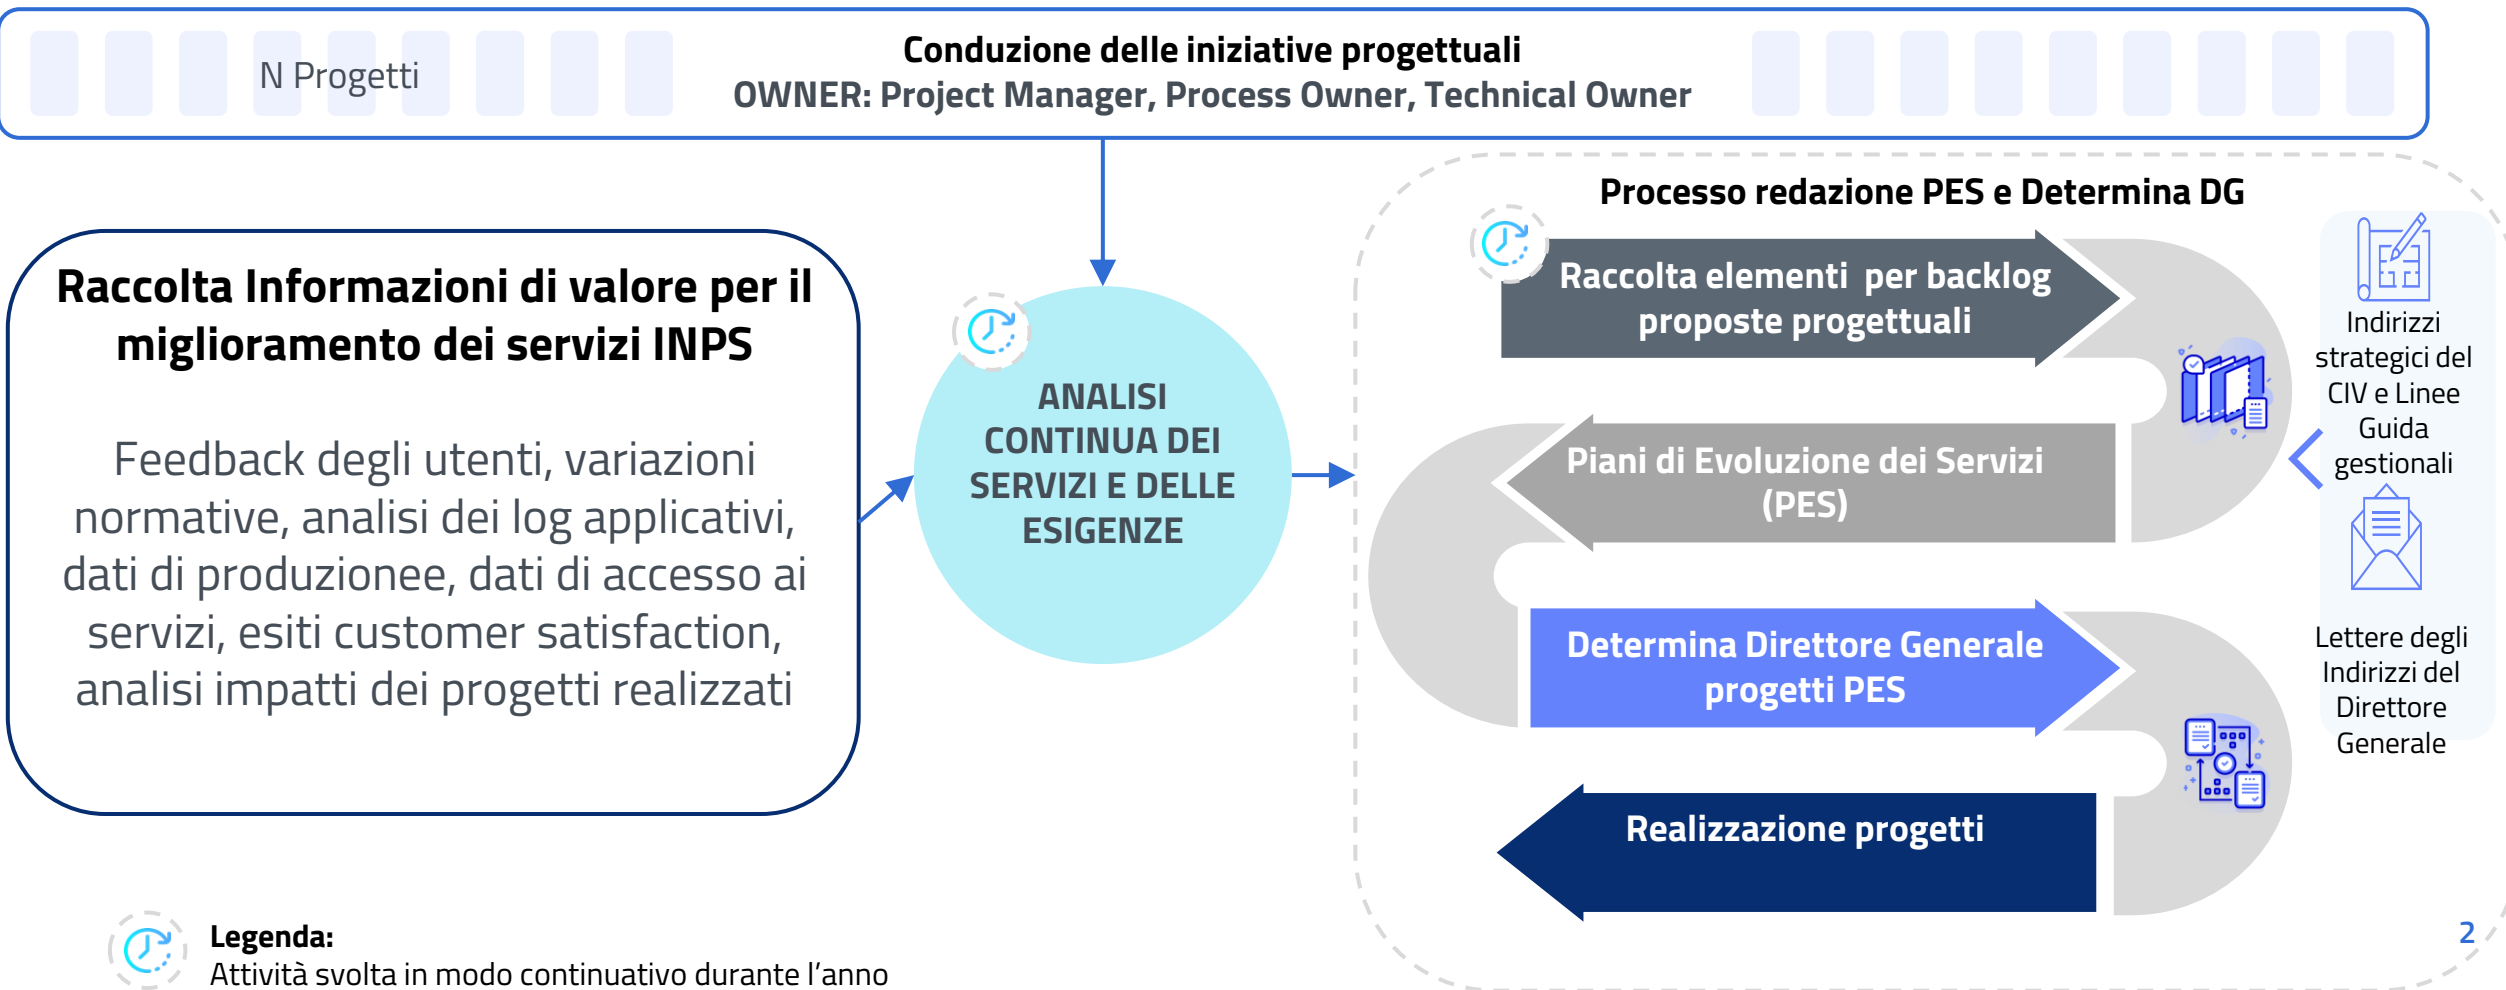 N Progetti
Conduzione delle iniziative progettuali
OWNER: Project Manager, Process Owner, Technical Owner
Raccolta Informazioni di valore per il
miglioramento dei servizi INPS
Feedback degli utenti, variazioni
normative, analisi dei log applicativi,
dati di produzionee, dati di accesso ai
servizi, esiti customer satisfaction,
analisi impatti dei progetti realizzati
ANALISI
CONTINUA DEI
SERVIZI E DELLE
ESIGENZE
Processo redazione PES e Determina DG
Raccolta elementi  per backlog
proposte progettuali
Piani di Evoluzione dei Servizi
(PES)
Determina Direttore Generale
progetti PES
Realizzazione progetti
Indirizzi
strategici del
CIV e Linee
Guida
gestionali
Lettere degli
Indirizzi del
Direttore
Generale
Legenda:
Attività svolta in modo continuativo durante l'anno
2